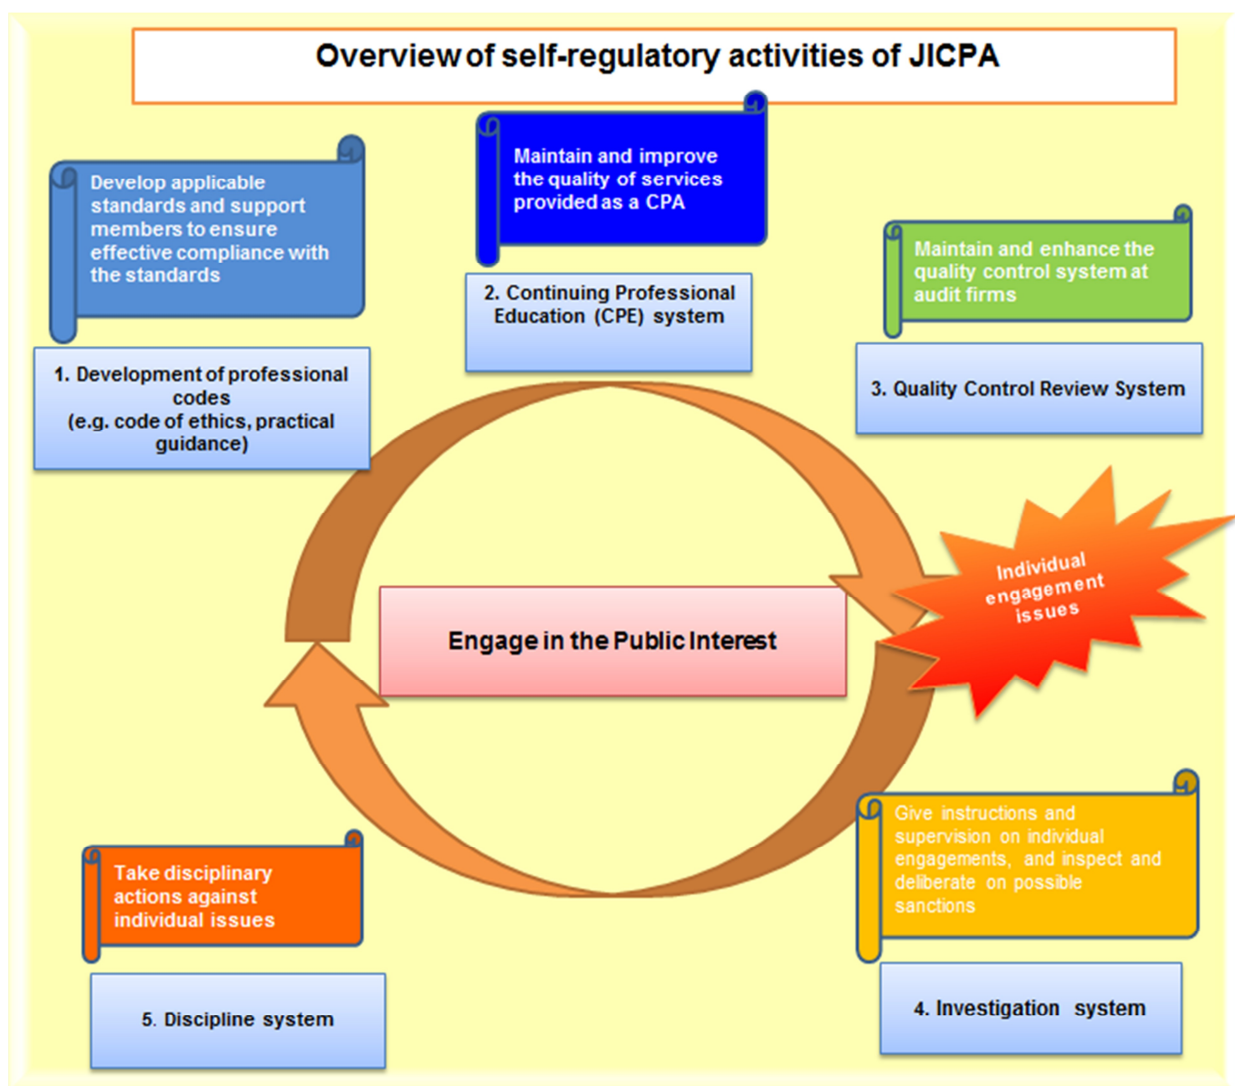 Overview of self-regulatory activities of JICPA
Develop applicable
standards and support
members to ensure
effective compliance with
the standards
1. Development of professional
codes
(e.g. code of ethics, practical
guidance)
Maintain and improve
the quality of services
provided as a CPA
2. Continuing Professional
Education (CPE) system
Maintain and enhance the
quality control system at
audit firms
3. Quality Control Review System
Individual
engagement
issues
Engage in the Public Interest
Give instructions and
supervision on individual
engagements, and inspect and
deliberate on possible
sanctions
4. Investigation system
Take disciplinary
actions against
individual issues
5. Discipline system